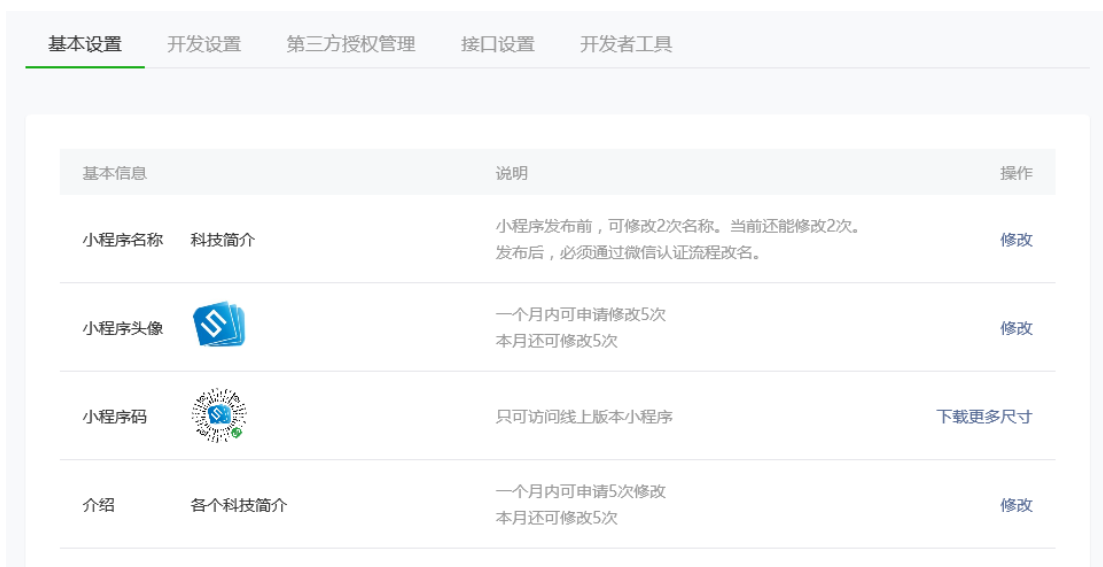 基本设置 开发设置 第三方授权管理 接口设置 开发者工具
基本信息 说明 操作
小程序名称 科技简介 小程序发布前，可修改2次名称。当前还能修改2次。
发布后，必须通过微信认证流程改名。 修改
小程序头像 一个月内可申请修改5次
本月还可修改5次 修改
小程序码 只可访问线上版本小程序 下载更多尺寸
介绍 各个科技简介 一个月内可申请5次修改
本月还可修改5次 修改